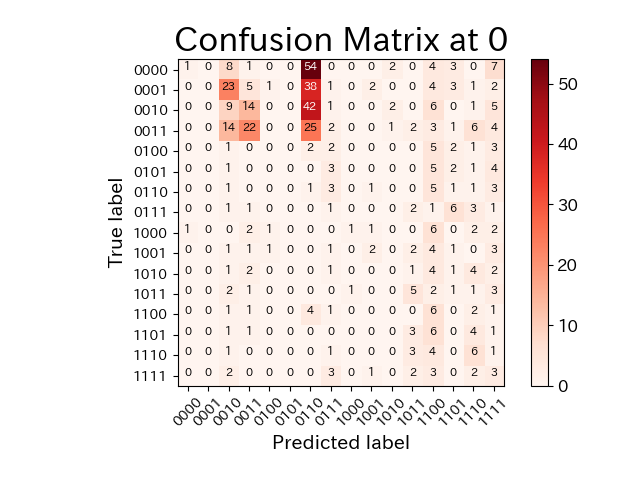 Confusion Matrix at 0
0000 1 0 8 1 0 0 54 0 0 0 2 0 4 3 0 7
0001 0 0 23 5 1 0 38 1 0 2 0 0 4 3 1 2
0010 0 0 9 14 0 0 42 1 0 0 2 0 6 0 1 5
0011 0 0 14 22 0 0 25 2 0 0 1 2 3 1 6 4
0100 0 0 1 0 0 0 2 2 0 0 0 0 5 2 1 3
0101 0 0 1 0 0 0 0 3 0 0 0 0 5 2 1 4
0110 0 0 1 0 0 0 1 3 0 1 0 0 5 1 1 3
0111 0 0 1 1 0 0 0 1 0 0 0 2 1 6 3 1
1000 1 0 0 2 1 0 0 0 1 1 0 0 6 0 2 2
1001 0 0 1 1 1 0 0 1 0 2 0 2 4 1 0 3
1010 0 0 1 2 0 0 0 1 0 0 0 1 4 1 4 2
1011 0 0 2 1 0 0 0 0 1 0 0 5 2 1 1 3
1100 0 0 1 1 0 0 4 1 0 0 0 0 6 0 2 1
1101 0 0 1 1 0 0 0 0 0 0 0 3 6 0 4 1
1110 0 0 1 0 0 0 0 1 0 0 0 3 4 0 6 1
1111 0 0 2 0 0 0 0 3 0 1 0 2 3 0 2 3
0000 0001 0010 0011 0100 0101 0110 0111 1000 1001 1010 1011 1100 1101 1110 1111
Predicted label
True label
50
40
30
20
10
0